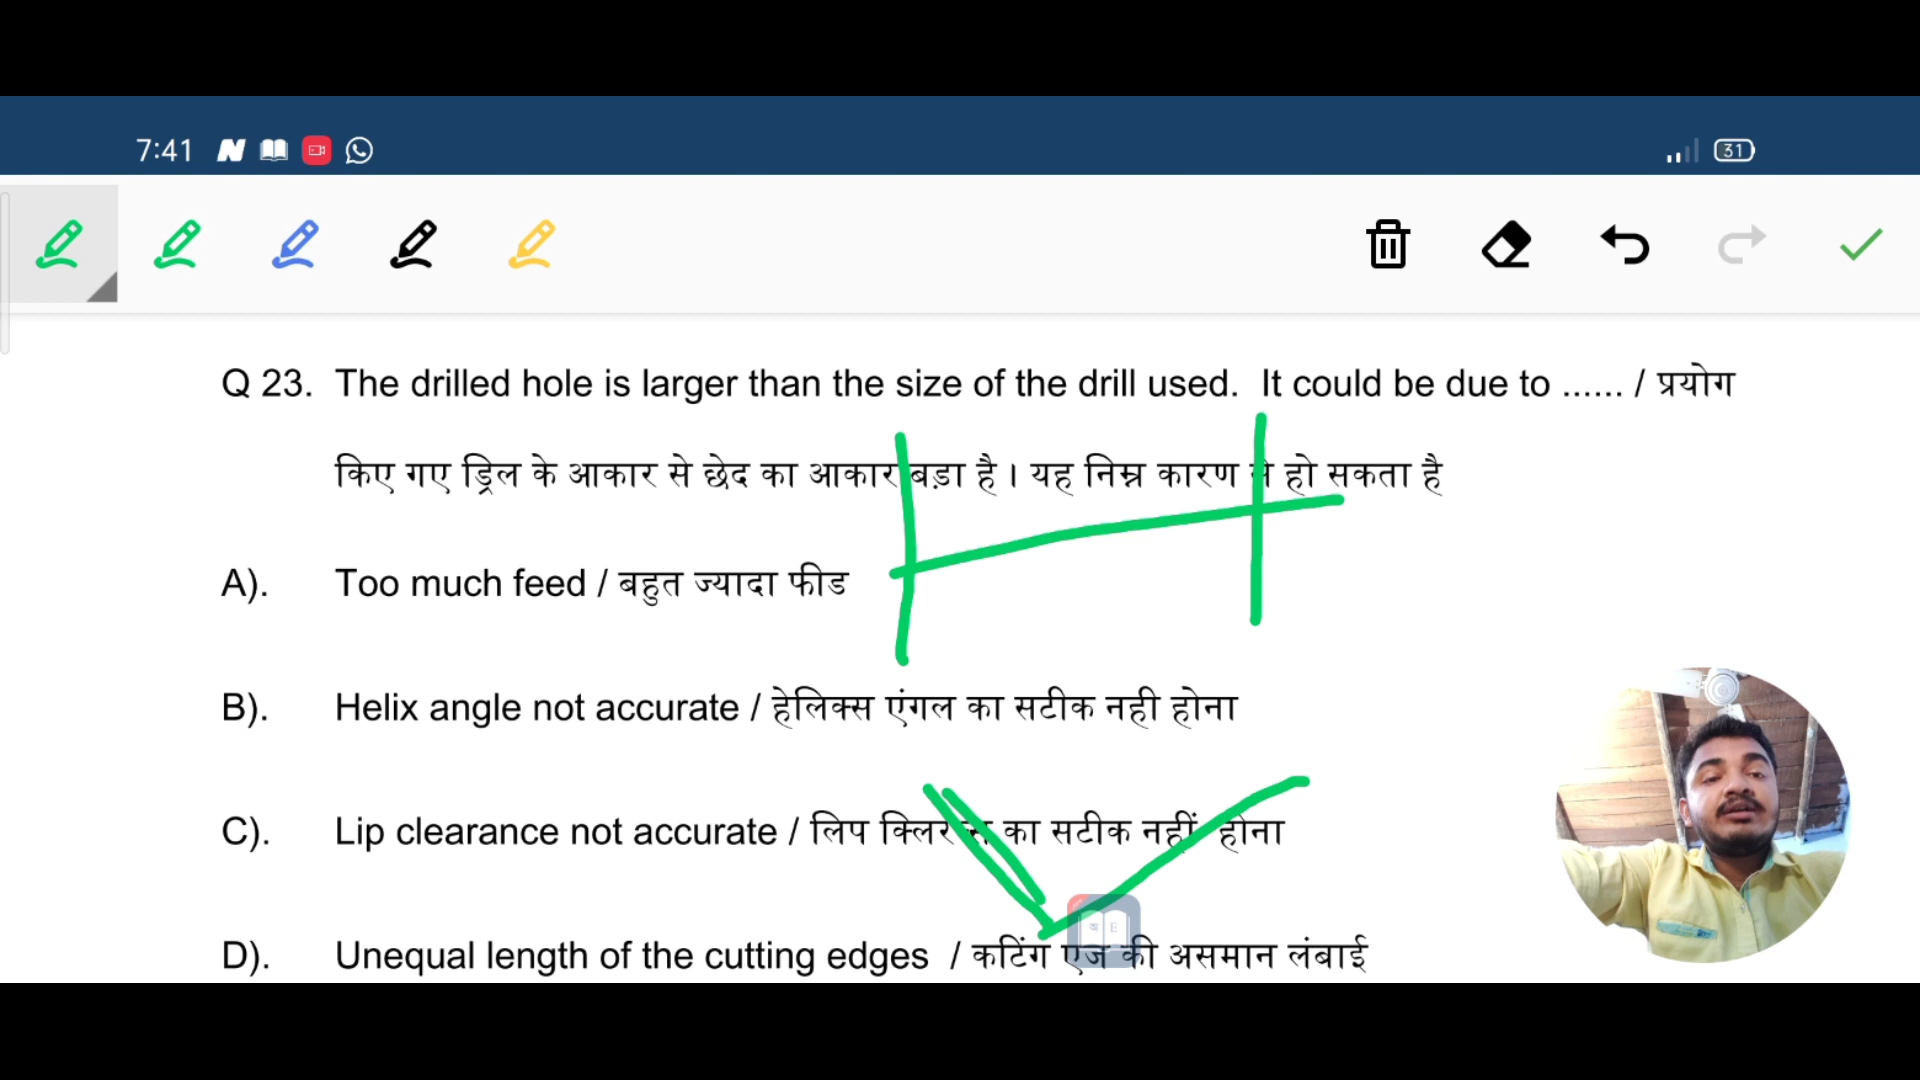 7:41
31
Q 23. The drilled hole is larger than the size of the drill used. It could be due to ...... / प्रयोग
किए गए ड्रिल के आकार से छेद का आकार बड़ा है । यह निम्न कारण से हो सकता है
A). Too much feed / बहुत ज्यादा फीड
B). Helix angle not accurate / हेलिक्स एंगल का सटीक नही होना
C). Lip clearance not accurate / लिप का सटीक नहीं होना
D). Unequal length of the cutting edges / कटिंग एज की असमान लंबाई